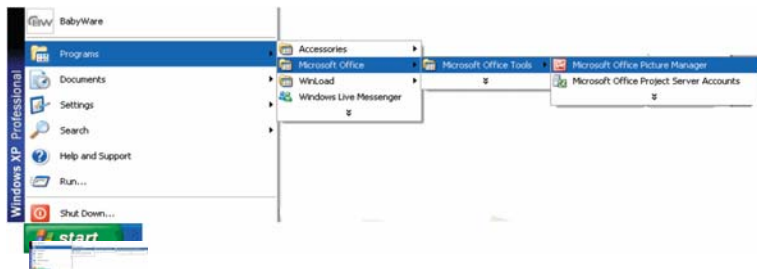 BabyWare
Programs
Documents
Settings
Search
Help and Support
Run...
Shut Down...
Windows XP Professional
start
Accessories
Microsoft Office
WinLoad
Windows Live Messenger
Microsoft Office Tools
Microsoft Office Picture Manager
Microsoft Office Project Server Accounts